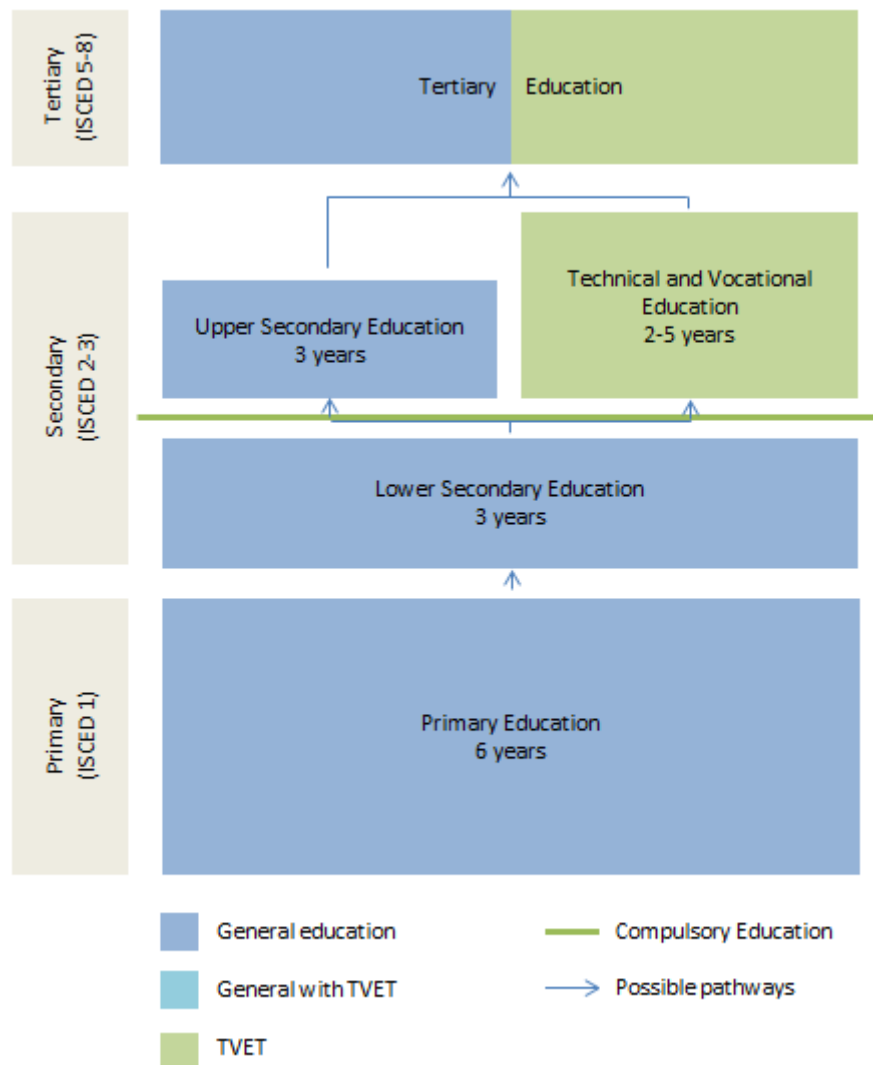 Tertiary
(ISCED 5-8)
Tertiary Education
Secondary
(ISCED 2-3)
Upper Secondary Education
3 years
Technical and Vocational
Education
2-5 years
Lower Secondary Education
3 years
Primary
(ISCED 1)
Primary Education
6 years
General education
Compulsory Education
General with TVET
Possible pathways
TVET